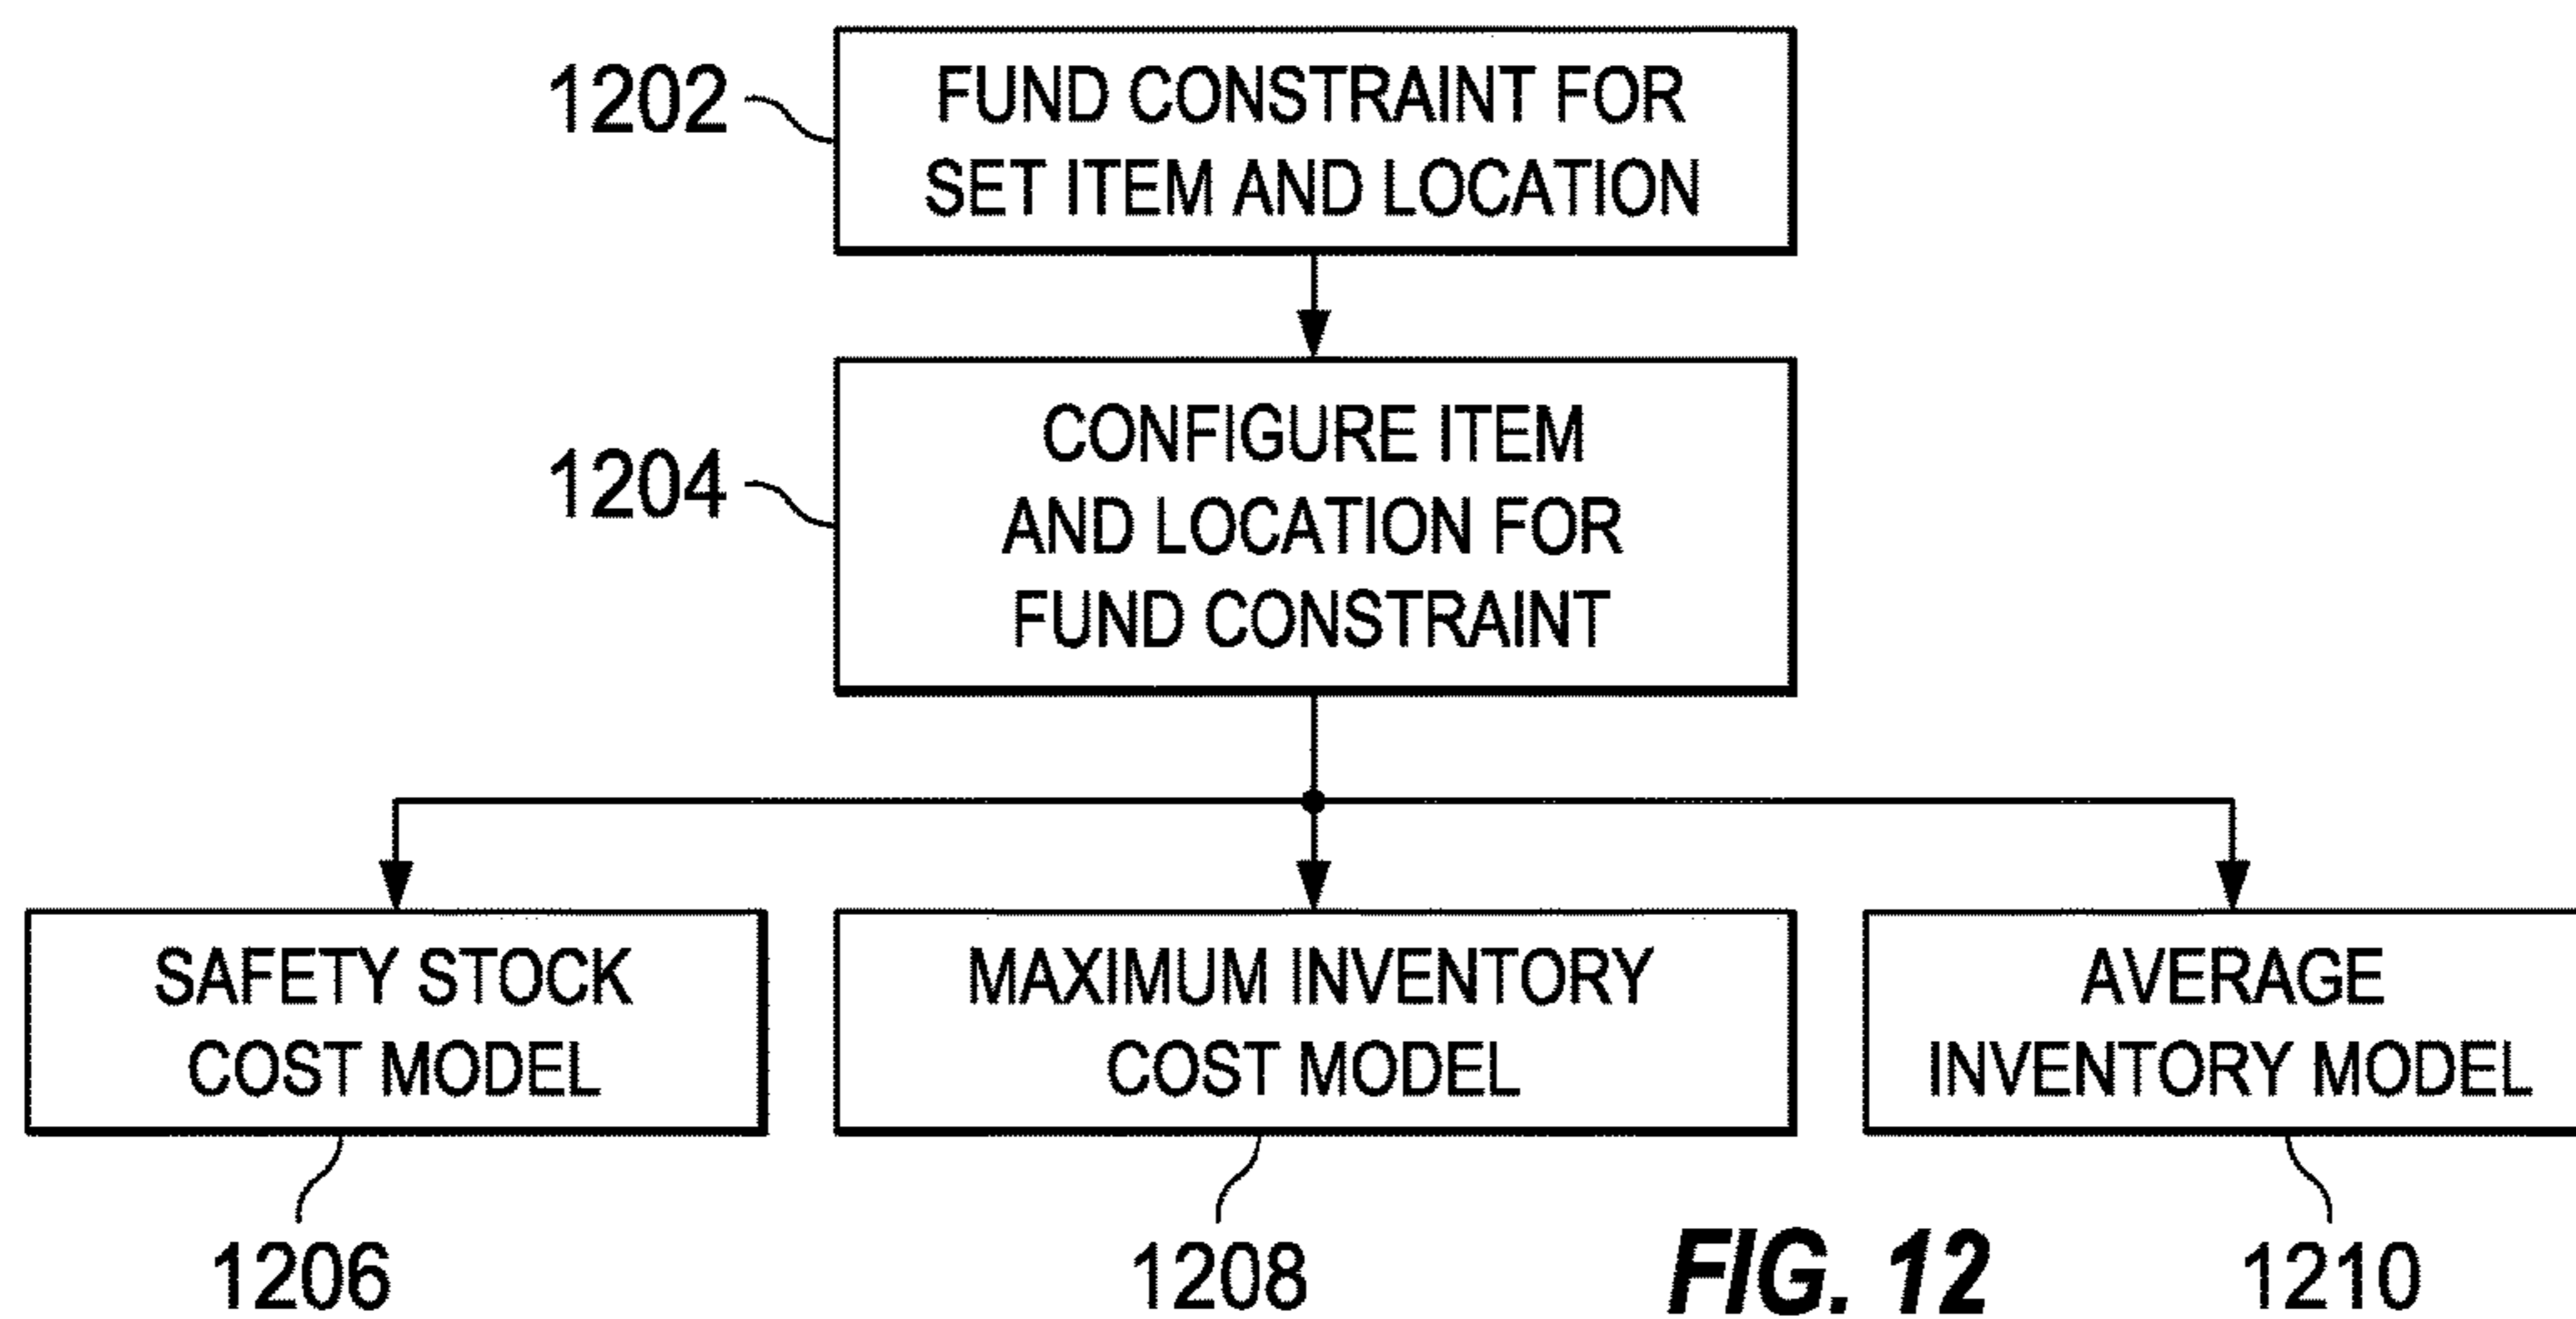 1202
FUND CONSTRAINT FOR
SET ITEM AND LOCATION
1204
CONFIGURE ITEM
AND LOCATION FOR
FUND CONSTRAINT
SAFETY STOCK
COST MODEL
MAXIMUM INVENTORY
COST MODEL
AVERAGE
INVENTORY MODEL
1206
1208
FIG. 12
1210